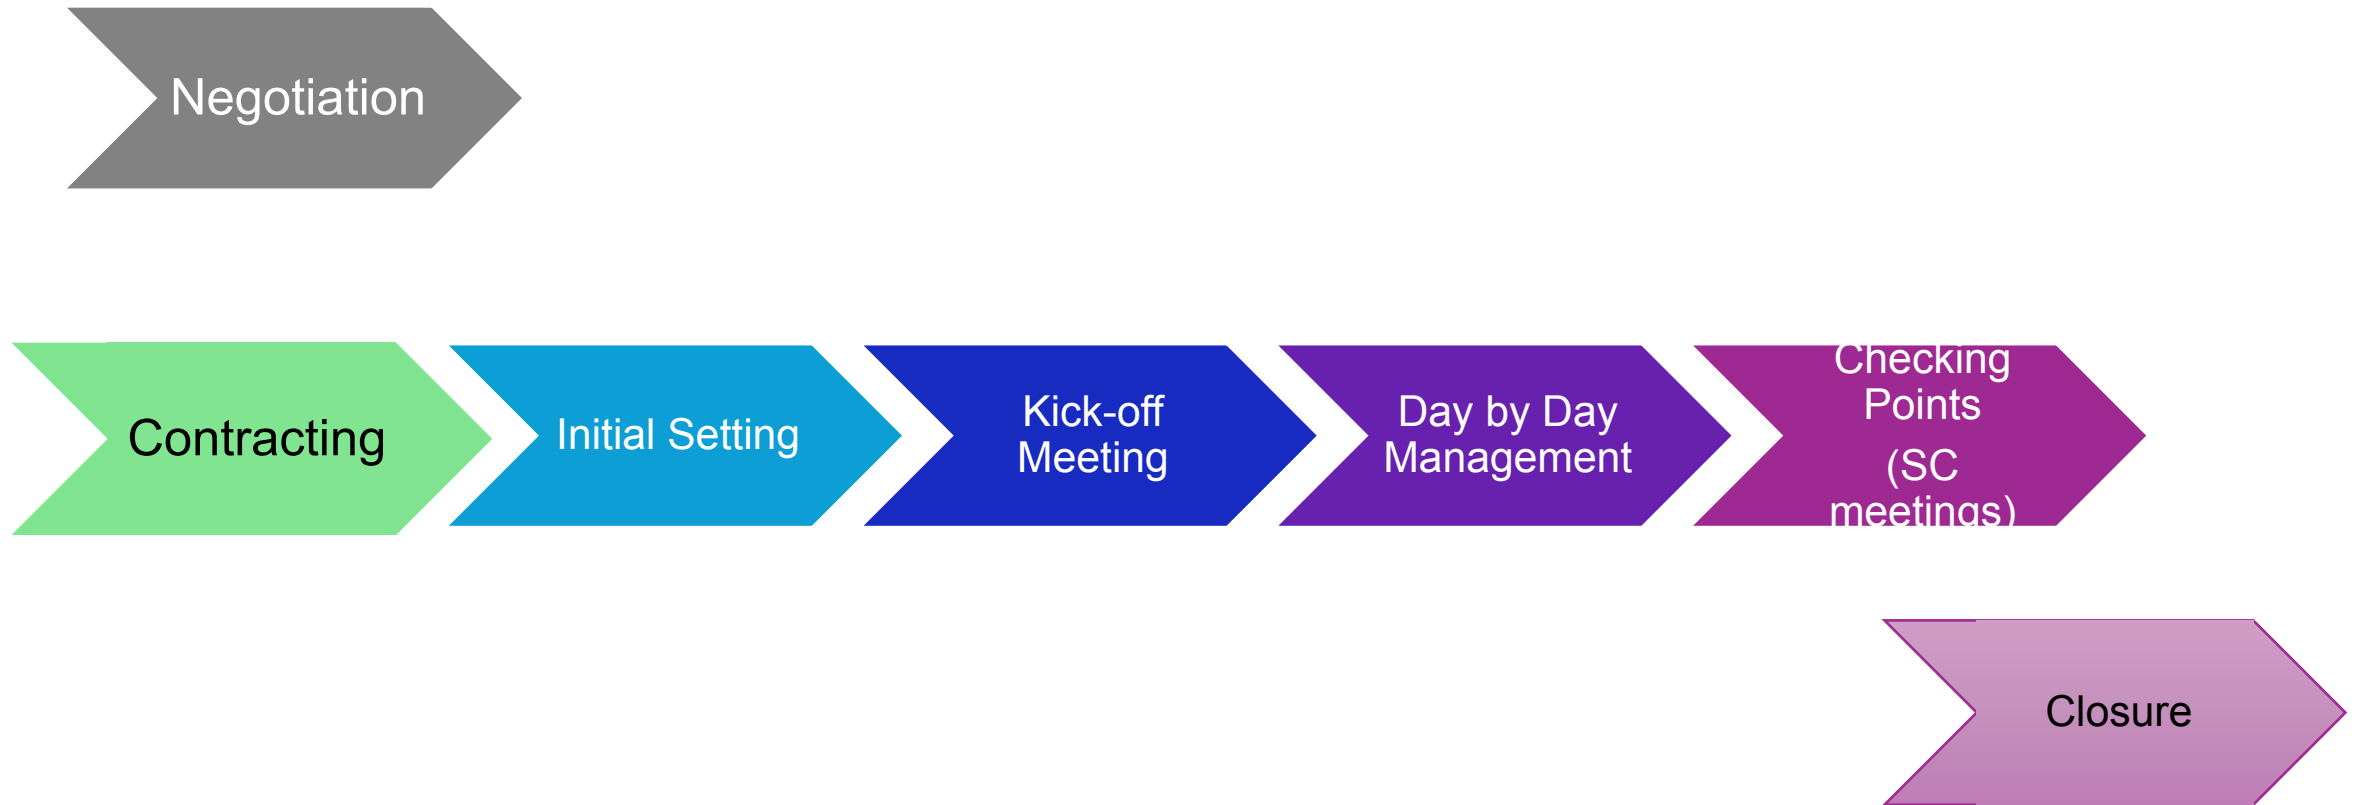 Negotiation
Contracting
Initial Setting
Kick-off
Meeting
Day by Day
Management
Checking
Points
(SC
meetings)
Closure